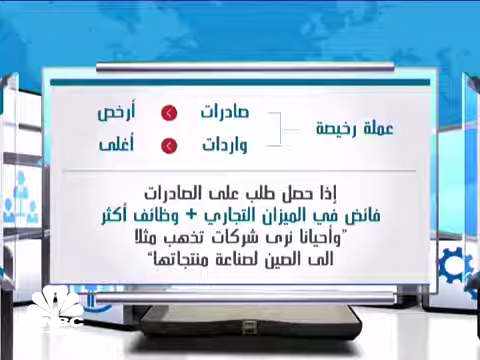 عملة رخيصة
صادرات أرخص
واردات أغلى
إذا حصل طلب على الصادرات
فائض في الميزان التجاري + وظائف أكثر
"وأحيانا نرى شركات تذهب مثلا
الى الصين لصناعة منتجاتها"
CNBC